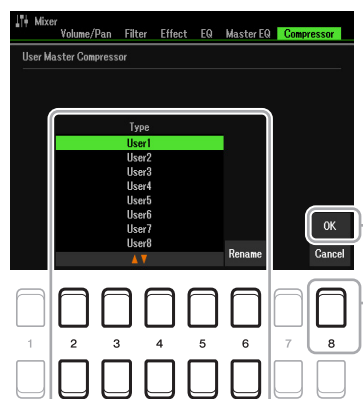 Mixer
Volume/Pan Filter Effect EQ Master EQ Compressor
User Master Compressor
Type
User1
User2
User3
User4
User5
User6
User7
User8
OK
Rename
Cancel
1 2 3 4 5 6 7 8